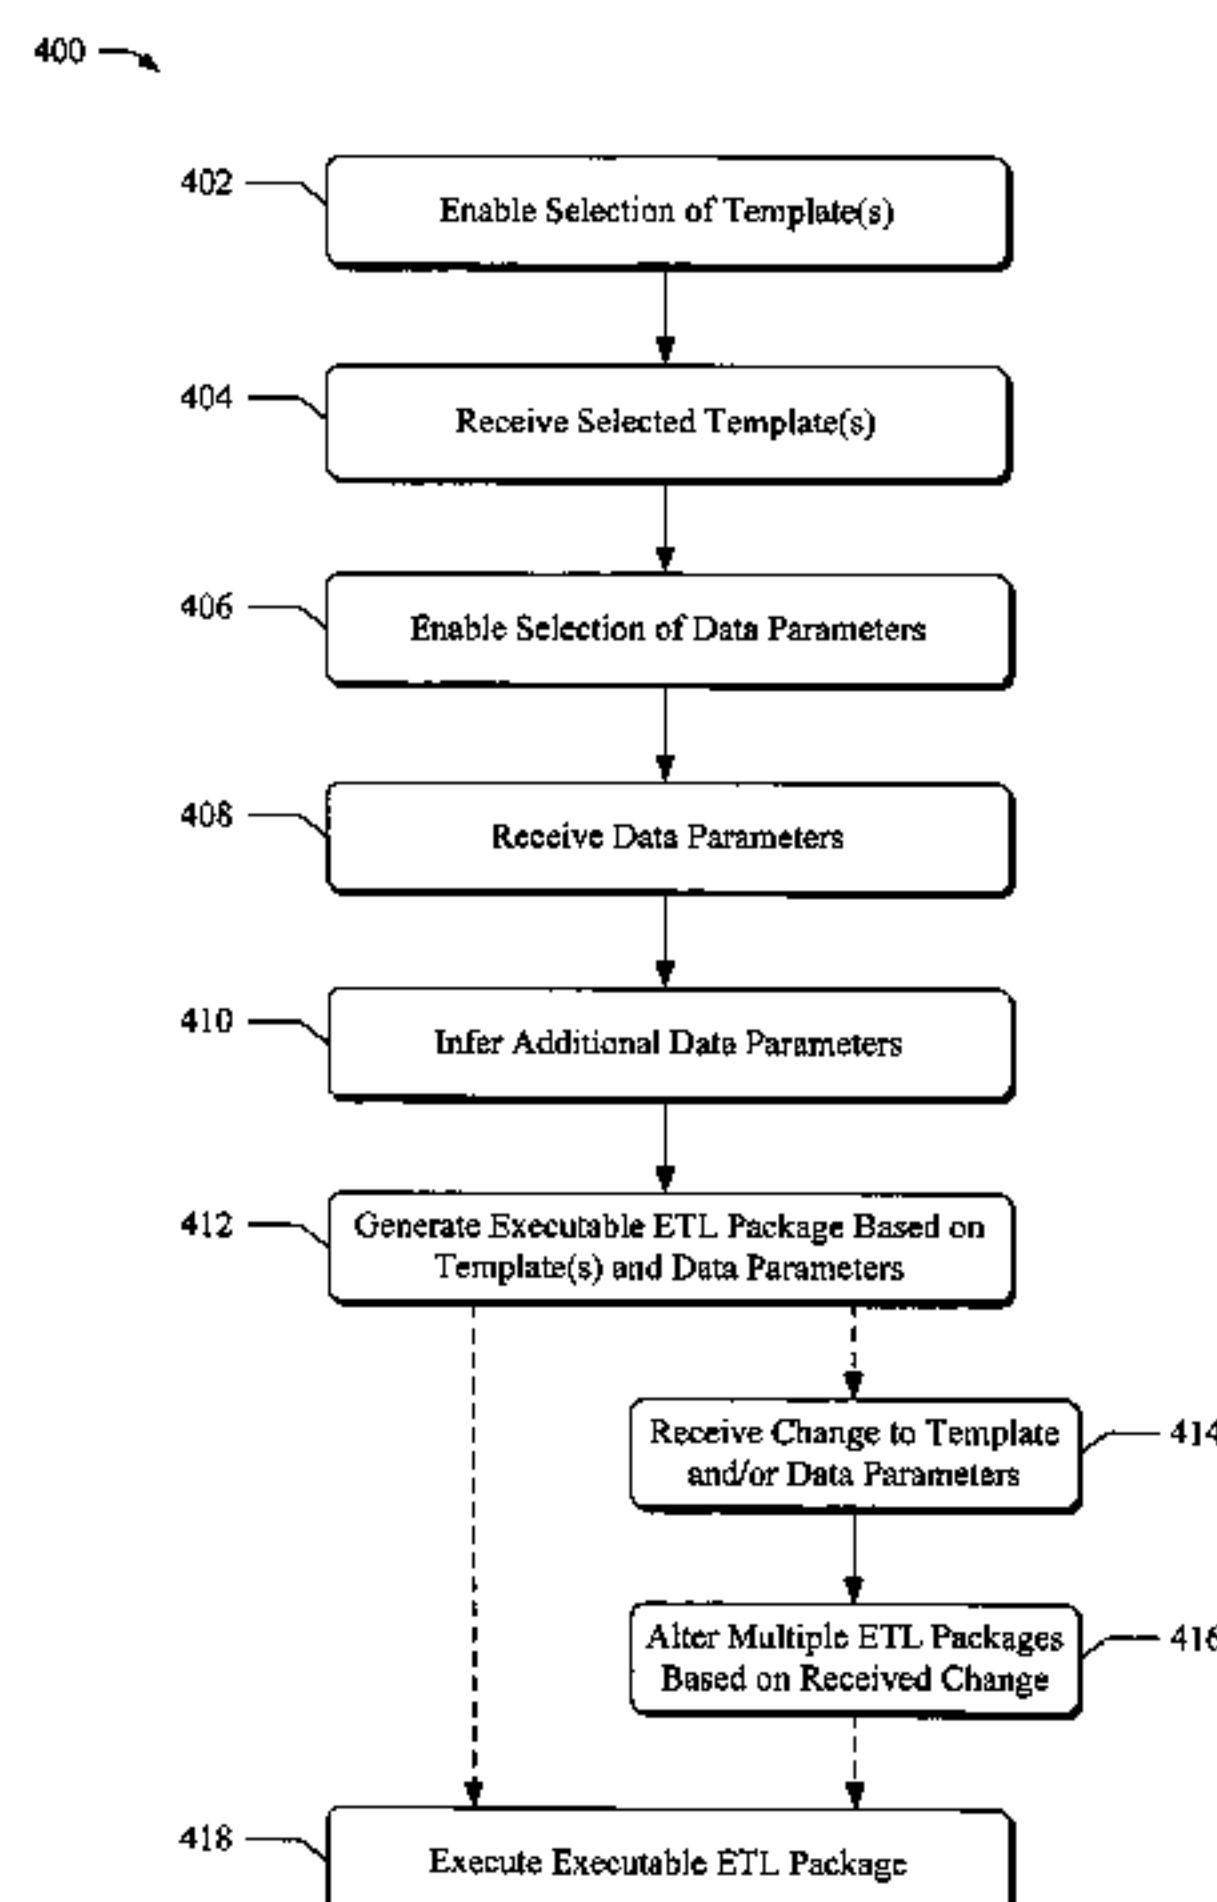 400
402
Enable Selection of Template(s)
404
Receive Selected Template(s)
406
Enable Selection of Data Parameters
408
Receive Data Parameters
410
Infer Additional Data Parameters
412
Generate Executable ETL Package Based on
Template(s) and Data Parameters
Receive Change to Template
and/or Data Parameters
414
Alter Multiple ETL Packages
Based on Received Change
416
418
Execute Executable ETL Package